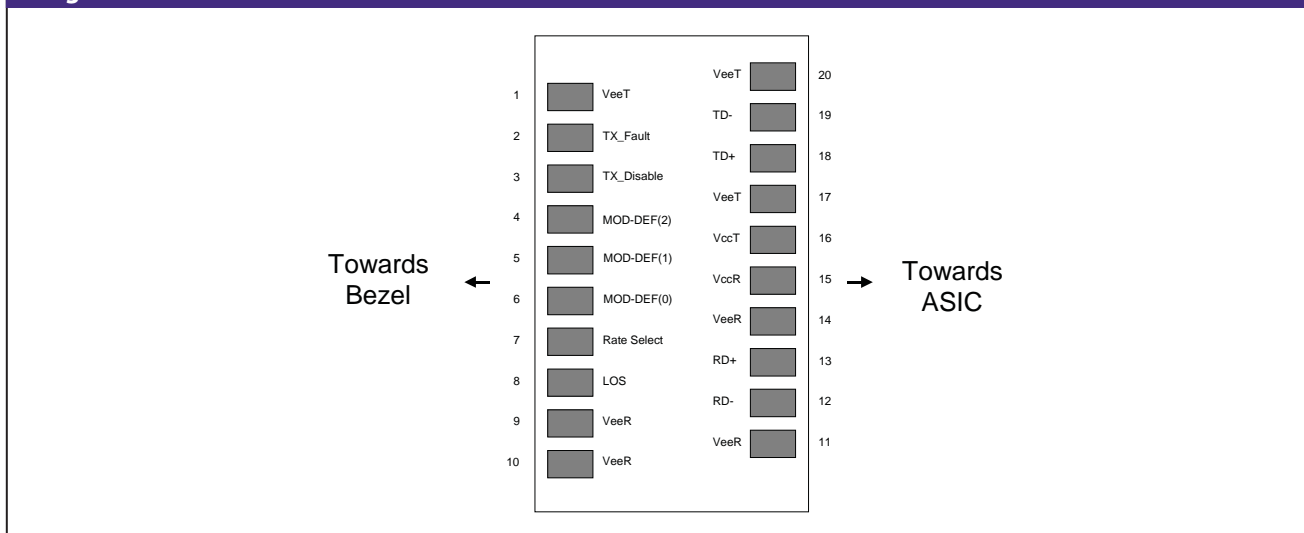 VeeT 20
1 VeeT
TD- 19
2 TX_Fault
TD+ 18
3 TX_Disable
VeeT 17
4 MOD-DEF(2)
VccT 16
5 MOD-DEF(1)
Towards
Bezel
VccR 15
Towards
ASIC
6 MOD-DEF(0)
VeeR 14
7 Rate Select
RD+ 13
8 LOS
RD- 12
9 VeeR
VeeR 11
10 VeeR